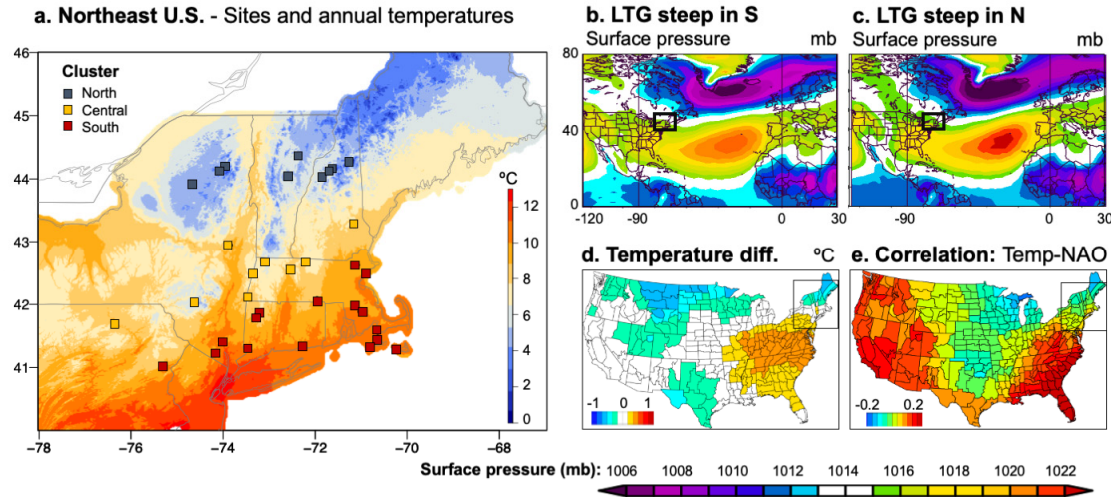 a. Northeast U.S. - Sites and annual temperatures
Cluster
North
Central
South
46
45
44
43
42
41
−78
−76
−74
−72
−70
−68
ºC
12
10
8
6
4
2
0
b. LTG steep in S
Surface pressure mb
80
40
0
-120
-90
0
30
c. LTG steep in N
Surface pressure mb
-90
0
30
d. Temperature diff. ºC
-1 0 1
e. Correlation: Temp-NAO
-0.2 0.2
Surface pressure (mb):
1006 1008 1010 1012 1014 1016 1018 1020 1022